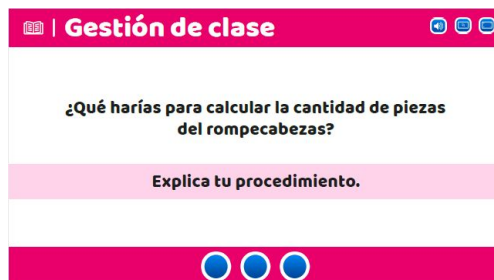 Gestión de clase
¿Qué harías para calcular la cantidad de piezas
del rompecabezas?
Explica tu procedimiento.